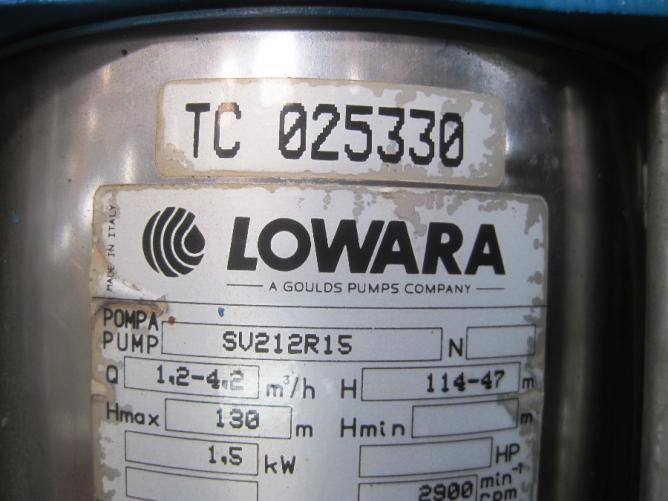 TC 025330
MADE IN ITALY
LOWARA
A GOULDS PUMPS COMPANY
POMPA
PUMP SV212R15 N
Q 1,2-4,2 m³/h H 114-47 m
Hmax 130 m Hmin m
1,5 kW HP
2900 min⁻¹
rpm